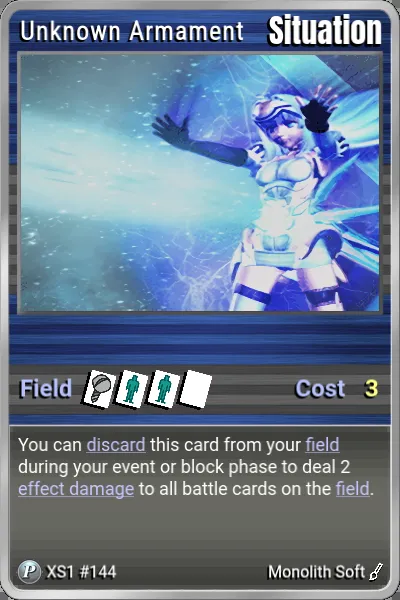 Unknown Armament Situation
Field Cost 3
You can discard this card from your field
during your event or block phase to deal 2
effect damage to all battle cards on the field.
P XS1 #144 Monolith Soft